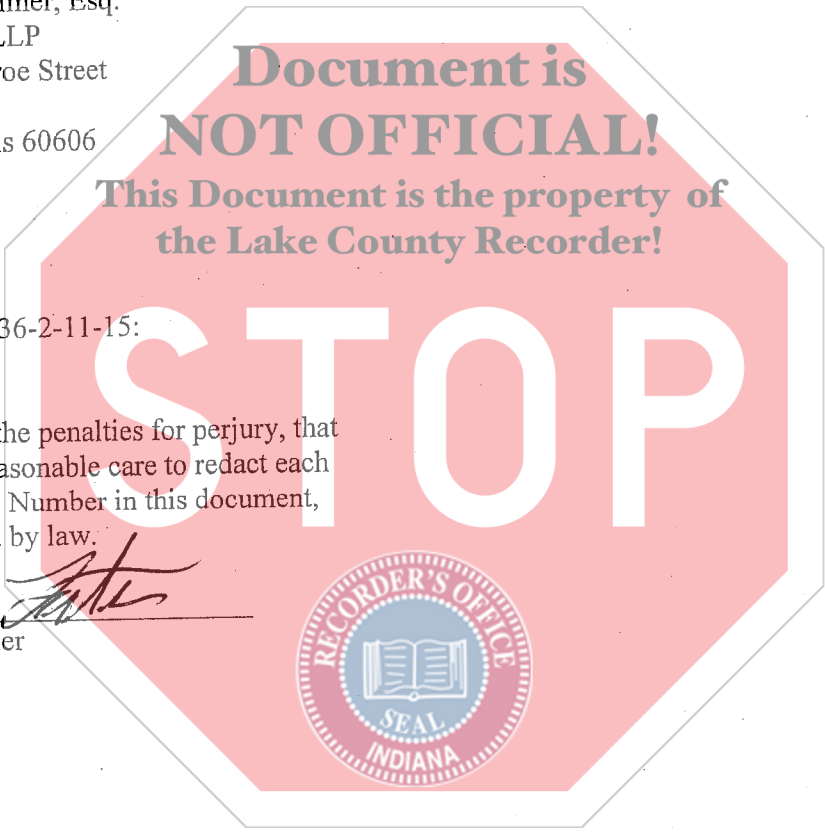 mmer, Esq.
LLP
roe Street
is 60606
Document is
NOT OFFICIAL!
This Document is the property of
the Lake County Recorder!
36-2-11-15:
STOP
the penalties for perjury, that
easonable care to redact each
Number in this document,
by law.
er
RECORDER'S OFFICE
SEAL
INDIANA